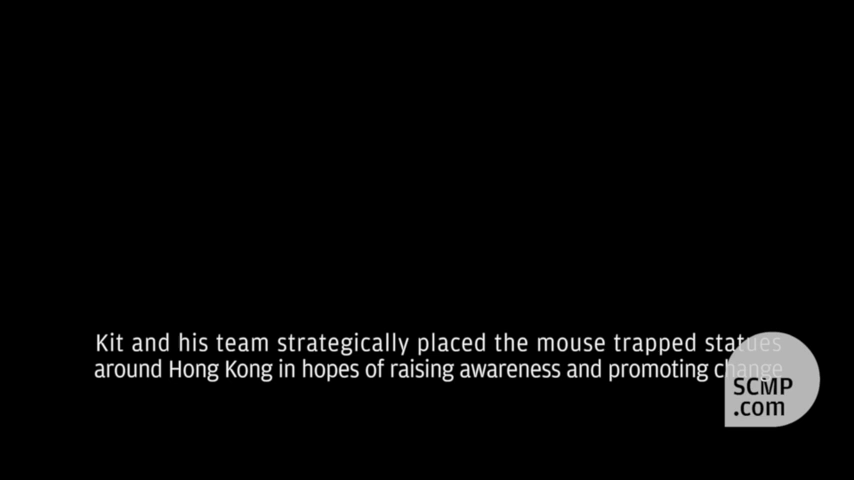 Kit and his team strategically placed the mouse trapped statues
around Hong Kong in hopes of raising awareness and promoting change
SCMP
.com